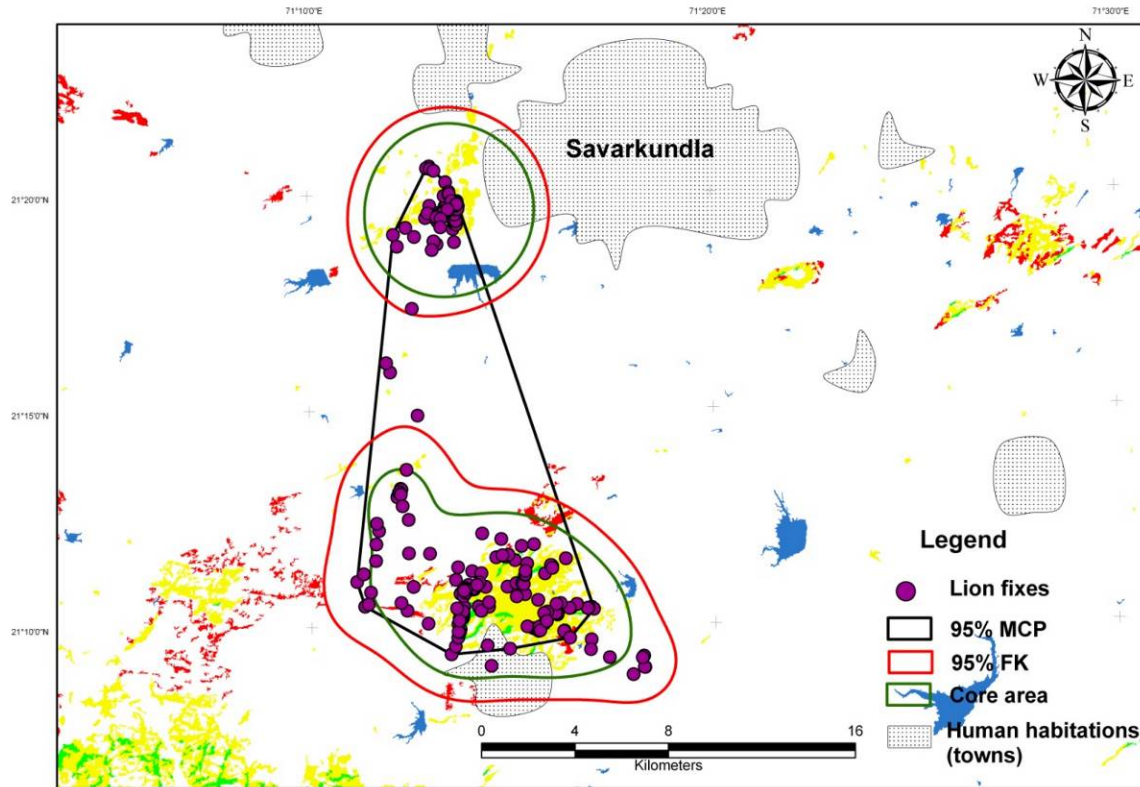 71°10'0"E 71°20'0"E 71°30'0"E
N
W E
S
Savarkundla
21°20'0"N
21°15'0"N
21°10'0"N
Legend
Lion fixes
95% MCP
95% FK
Core area
Human habitations
(towns)
0 4 8 16
Kilometers